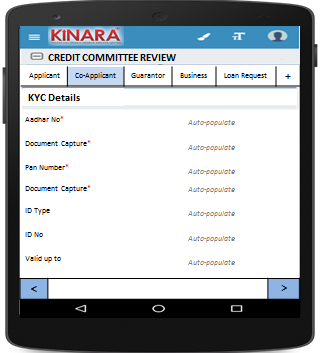 KINARA
CREDIT COMMITTEE REVIEW
Applicant Co-Applicant Guarantor Business Loan Request +
KYC Details
Aadhar No* Auto-populate
Document Capture* Auto-populate
Pan Number* Auto-populate
Document Capture* Auto-populate
ID Type Auto-populate
ID No Auto-populate
Valid up to Auto-populate
< >